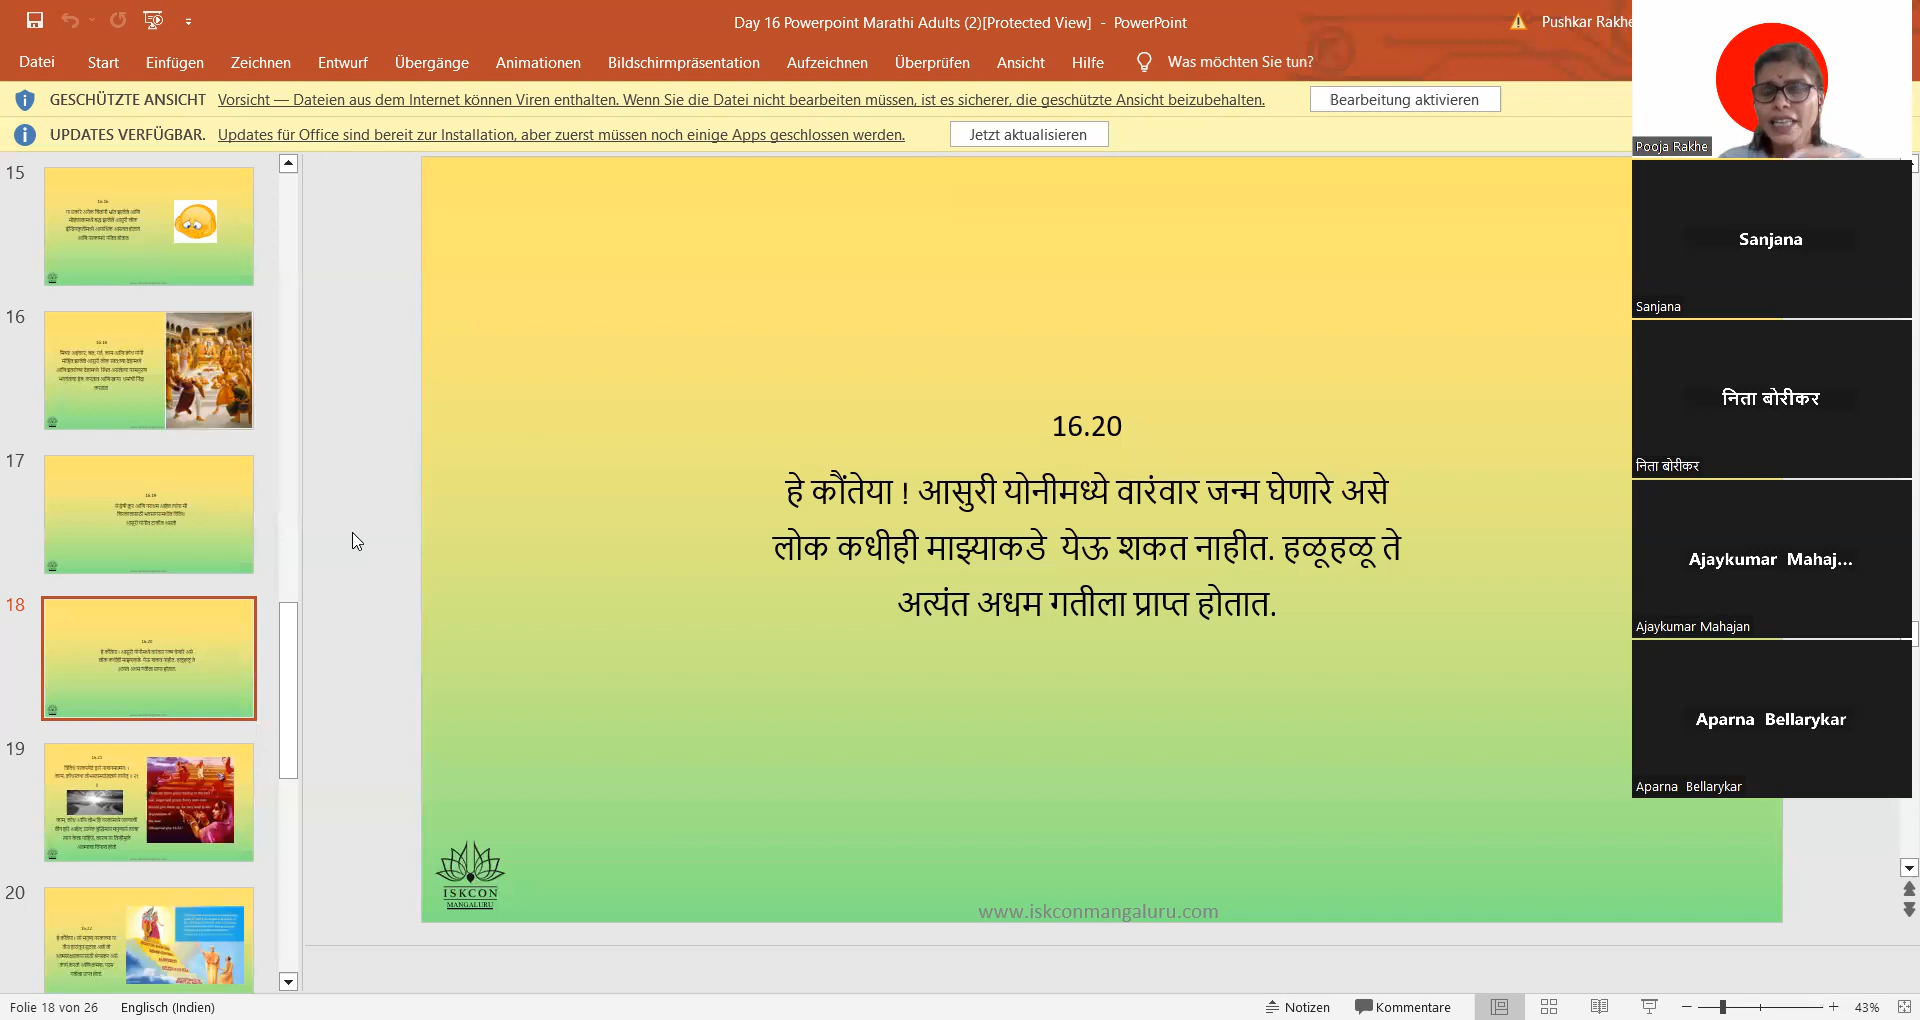 Day 16 Powerpoint Marathi Adults (2)[Protected View] - PowerPoint
Pushkar Rakhe
Datei Start Einfügen Zeichnen Entwurf Übergänge Animationen Bildschirmpräsentation Aufzeichnen Überprüfen Ansicht Hilfe Was möchten Sie tun?
GESCHÜTZTE ANSICHT Vorsicht — Dateien aus dem Internet können Viren enthalten. Wenn Sie die Datei nicht bearbeiten müssen, ist es sicherer, die geschützte Ansicht beizubehalten. Bearbeitung aktivieren
UPDATES VERFÜGBAR. Updates für Office sind bereit zur Installation, aber zuerst müssen noch einige Apps geschlossen werden. Jetzt aktualisieren
15
16
17
18
19
20
16.20
हे कौंतेया ! आसुरी योनीमध्ये वारंवार जन्म घेणारे असे
लोक कधीही माझ्याकडे येऊ शकत नाहीत. हळूहळू ते
अत्यंत अधम गतीला प्राप्त होतात.
ISKCON
MANGALURU
www.iskconmangaluru.com
Pooja Rakhe
Sanjana
Sanjana
निता बोरीकर
निता बोरीकर
Ajaykumar Mahaj...
Ajaykumar Mahajan
Aparna Bellarykar
Aparna Bellarykar
Folie 18 von 26 Englisch (Indien) Notizen Kommentare 43%